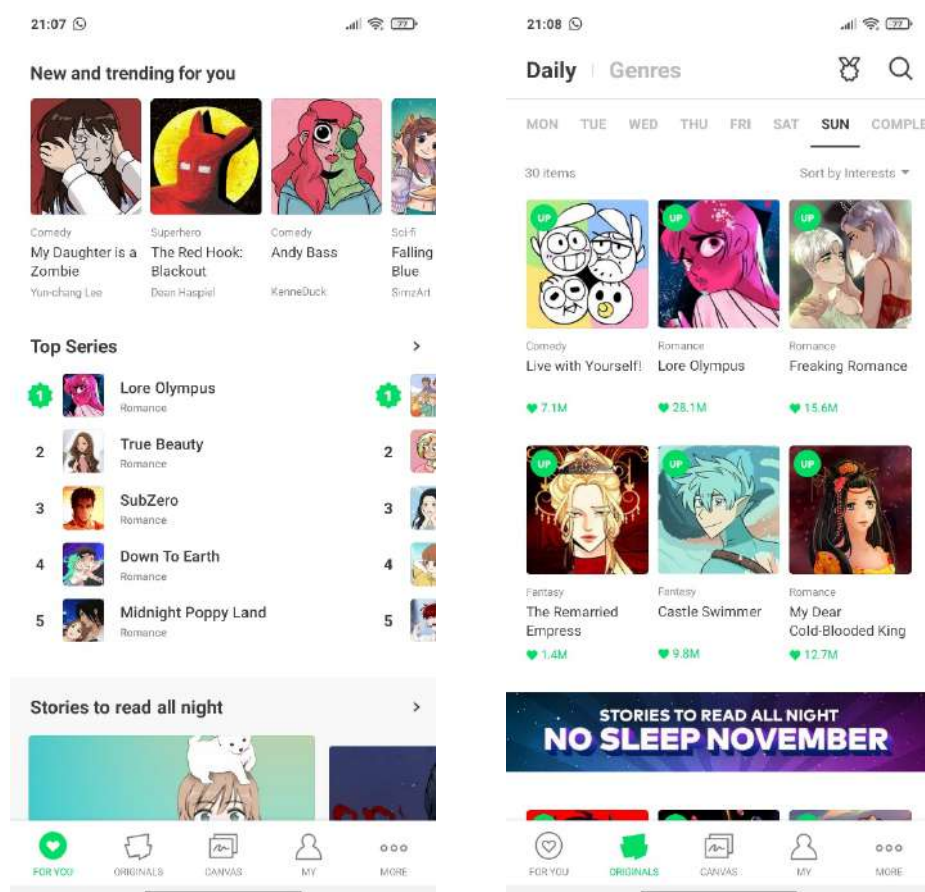 21:07
77
New and trending for you
Comedy
My Daughter is a
Zombie
Yun-chang Lee
Superhero
The Red Hook:
Blackout
Dean Haspiel
Comedy
Andy Bass
KenneDuck
Sci-fi
Falling
Blue
SimzArt
Top Series
1
Lore Olympus
Romance
2
True Beauty
Romance
3
SubZero
Romance
4
Down To Earth
Romance
5
Midnight Poppy Land
Romance
1
2
3
4
5
Stories to read all night
FOR YOU
ORIGINALS
CANVAS
MY
MORE
21:08
77
Daily
Genres
MON TUE WED THU FRI SAT SUN COMPLE
30 items
Sort by Interests
UP
Comedy
Live with Yourself!
7.1M
UP
Romance
Lore Olympus
28.1M
UP
Romance
Freaking Romance
15.6M
UP
Fantasy
The Remarried
Empress
1.4M
UP
Fantasy
Castle Swimmer
9.8M
UP
Romance
My Dear
Cold-Blooded King
12.7M
STORIES TO READ ALL NIGHT
NO SLEEP NOVEMBER
FOR YOU
ORIGINALS
CANVAS
MY
MORE